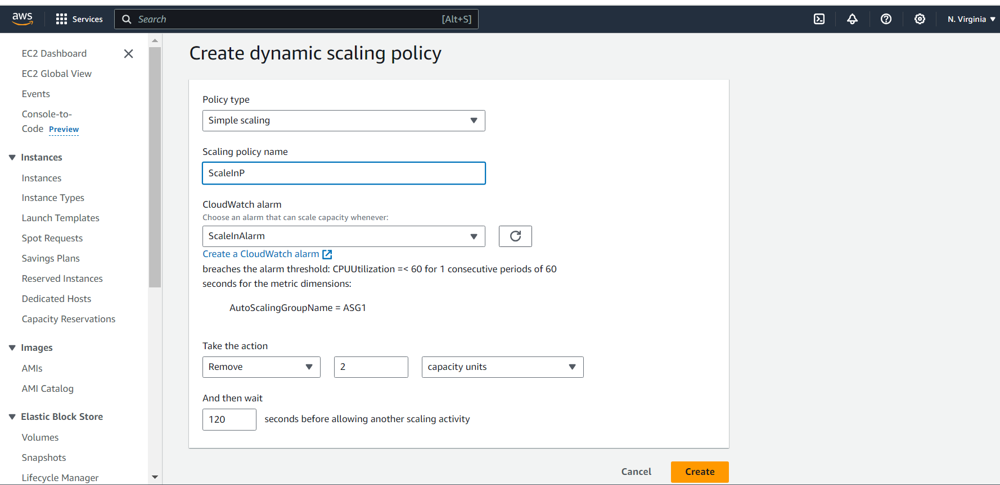 aws
Services
Search
[Alt+S]
N. Virginia
EC2 Dashboard
EC2 Global View
Events
Console-to-
Code Preview
Instances
Instances
Instance Types
Launch Templates
Spot Requests
Savings Plans
Reserved Instances
Dedicated Hosts
Capacity Reservations
Images
AMIs
AMI Catalog
Elastic Block Store
Volumes
Snapshots
Lifecycle Manager
Create dynamic scaling policy
Policy type
Simple scaling
Scaling policy name
ScaleInP
CloudWatch alarm
Choose an alarm that can scale capacity whenever:
ScaleInAlarm
Create a CloudWatch alarm
breaches the alarm threshold: CPUUtilization =< 60 for 1 consecutive periods of 60
seconds for the metric dimensions:
AutoScalingGroupName = ASG1
Take the action
Remove 2 capacity units
And then wait
120 seconds before allowing another scaling activity
Cancel Create